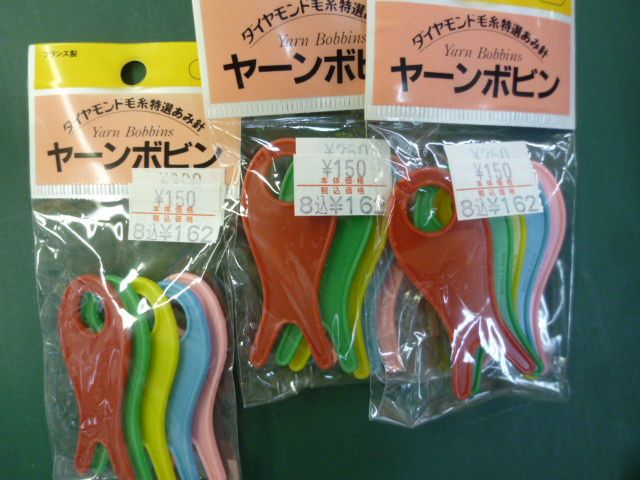 フランス製
ダイヤモンド毛糸特選あみ針
Yarn Bobbins
ヤーンボビン
¥150
本体価格
税込価格
8込¥162
ダイヤモンド毛糸特選あみ針
Yarn Bobbins
ヤーンボビ
¥260
¥150
本体価格
税込価格
8込¥162
ダイヤモンド毛糸特選あみ針
Yarn Bobbins
ヤーンボビン
¥260
¥150
本体価格
税込価格
8込¥162